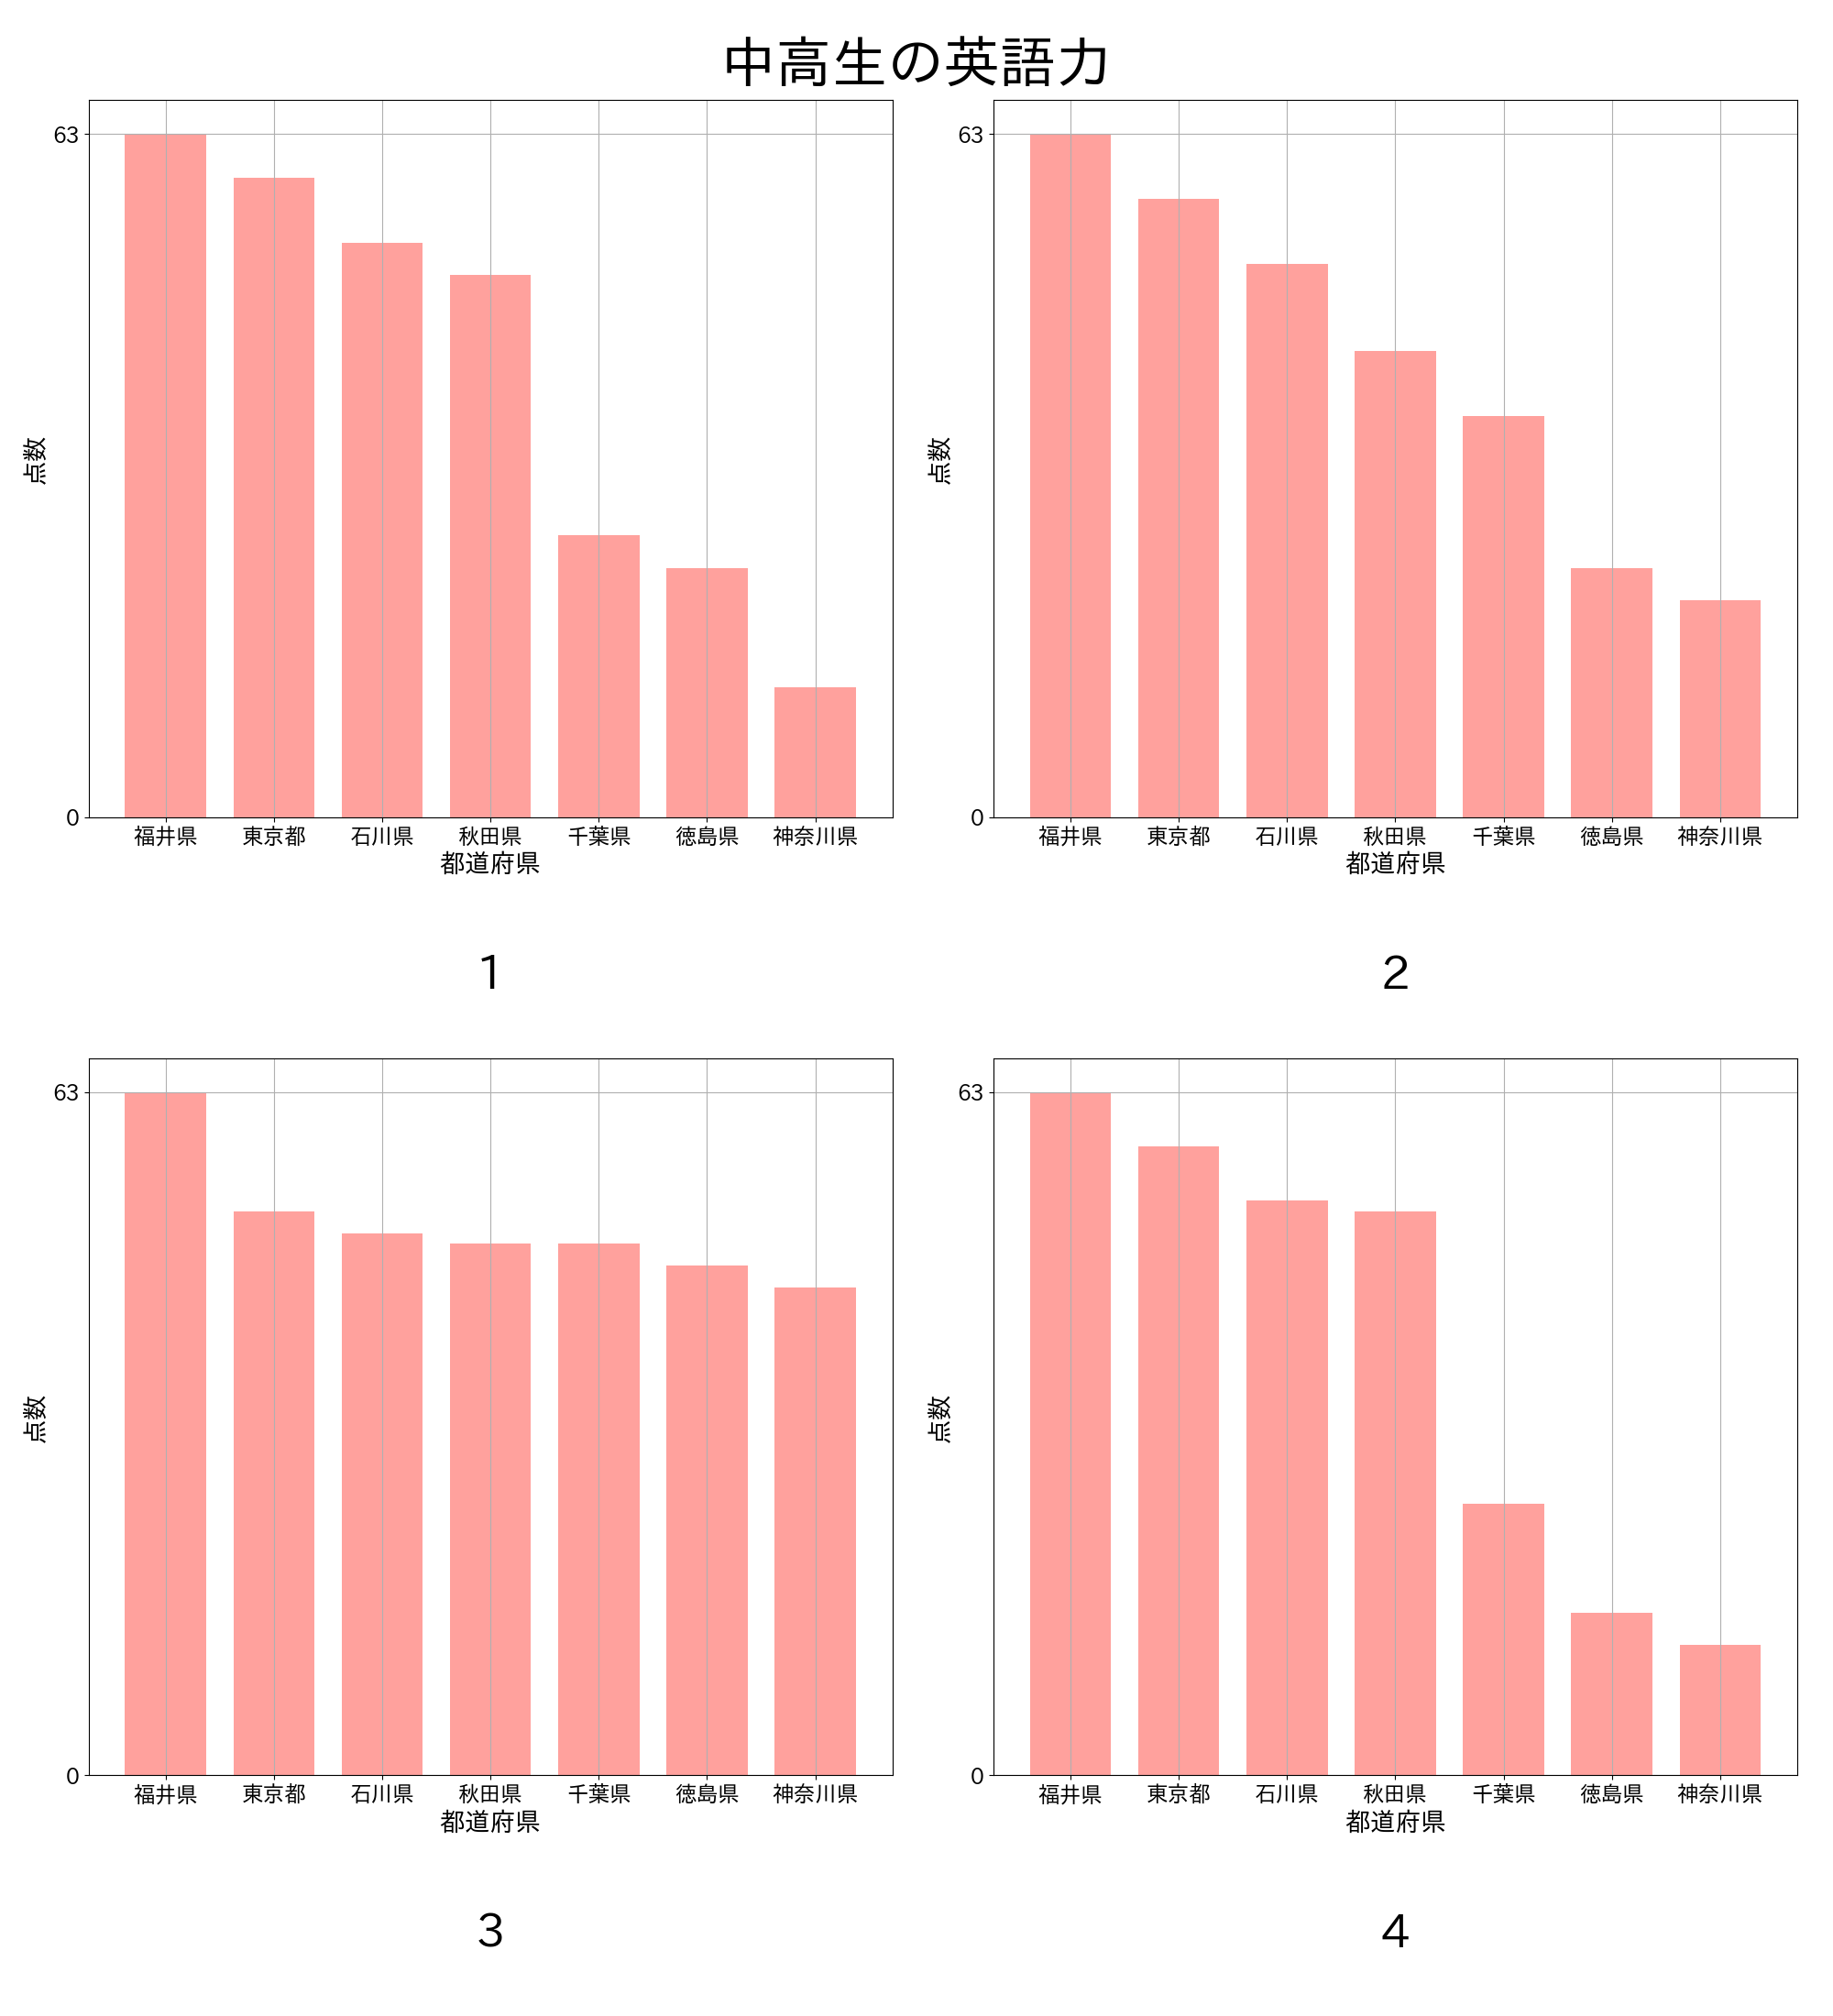 中高生の英語力
63
点数
0
福井県 東京都 石川県 秋田県 千葉県 徳島県 神奈川県
都道府県
1
63
点数
0
福井県 東京都 石川県 秋田県 千葉県 徳島県 神奈川県
都道府県
2
63
点数
0
福井県 東京都 石川県 秋田県 千葉県 徳島県 神奈川県
都道府県
3
63
点数
0
福井県 東京都 石川県 秋田県 千葉県 徳島県 神奈川県
都道府県
4